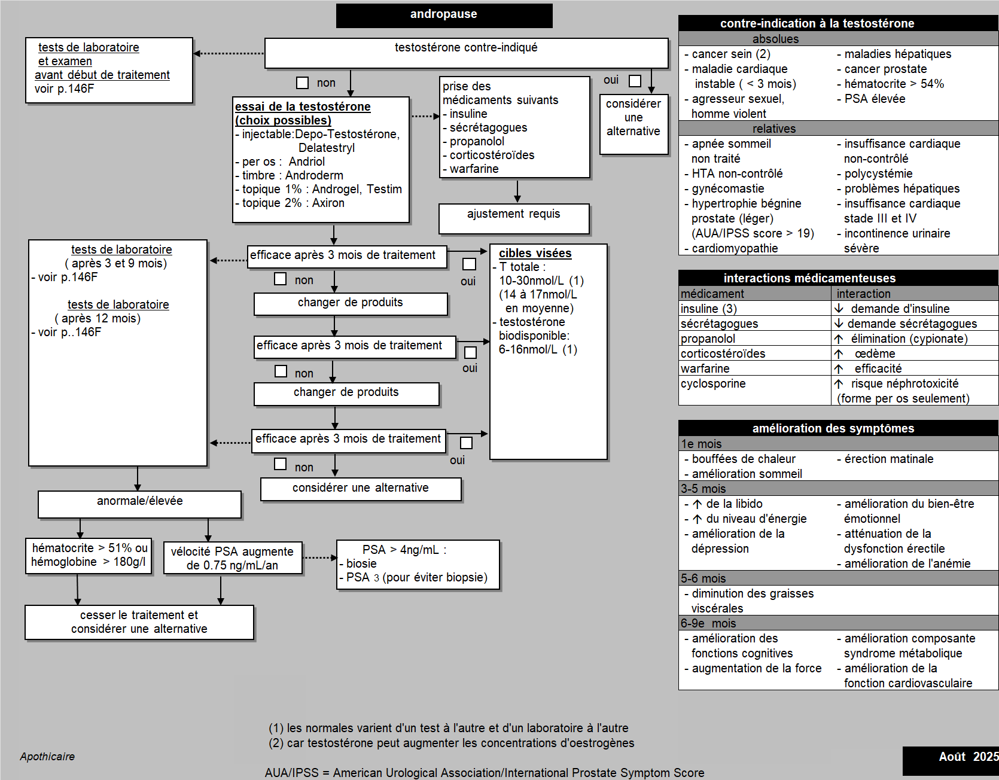 andropause
tests de laboratoire
et examen
avant début de traitement
voir p.146F
testostérone contre-indiqué
non
oui
essai de la testostérone
(choix possibles)
- injectable:Depo-Testostérone,
Delatestryl
- per os : Andriol
- timbre : Androderm
- topique 1% : Androgel, Testim
- topique 2% : Axiron
prise des
médicaments suivants
- insuline
- sécrétagogues
- propanolol
- corticostéroïdes
- warfarine
considérer
une
alternative
ajustement requis
tests de laboratoire
( après 3 et 9 mois)
- voir p.146F
tests de laboratoire
( après 12 mois)
- voir p..146F
efficace après 3 mois de traitement
oui
non
changer de produits
efficace après 3 mois de traitement
oui
non
changer de produits
efficace après 3 mois de traitement
oui
non
considérer une alternative
cibles visées
- T totale :
10-30nmol/L (1)
(14 à 17nmol/L
en moyenne)
- testostérone
biodisponible:
6-16nmol/L (1)
anormale/élevée
hématocrite > 51% ou
hémoglobine > 180g/l
vélocité PSA augmente
de 0.75 ng/mL/an
PSA > 4ng/mL :
- biosie
- PSA 3 (pour éviter biopsie)
cesser le traitement et
considérer une alternative
contre-indication à la testostérone
absolues
- cancer sein (2)
- maladie cardiaque
instable ( < 3 mois)
- agresseur sexuel,
homme violent
- maladies hépatiques
- cancer prostate
- hématocrite > 54%
- PSA élevée
relatives
- apnée sommeil
non traité
- HTA non-contrôlé
- gynécomastie
- hypertrophie bégnine
prostate (léger)
(AUA/IPSS score > 19)
- cardiomyopathie
- insuffisance cardiaque
non-contrôlé
- polycystémie
- problèmes hépatiques
- insuffisance cardiaque
stade III et IV
- incontinence urinaire
sévère
interactions médicamenteuses
médicament interaction
insuline (3) ↓ demande d'insuline
sécrétagogues ↓ demande sécrétagogues
propanolol ↑ élimination (cypionate)
corticostéroïdes ↑ œdème
warfarine ↑ efficacité
cyclosporine ↑ risque néphrotoxicité
(forme per os seulement)
amélioration des symptômes
1e mois
- bouffées de chaleur
- amélioration sommeil
- érection matinale
3-5 mois
- ↑ de la libido
- ↑ du niveau d'énergie
- amélioration de la
dépression
- amélioration du bien-être
émotionnel
- atténuation de la
dysfonction érectile
- amélioration de l'anémie
5-6 mois
- diminution des graisses
viscérales
6-9e mois
- amélioration des
fonctions cognitives
- augmentation de la force
- amélioration composante
syndrome métabolique
- amélioration de la
fonction cardiovasculaire
(1) les normales varient d'un test à l'autre et d'un laboratoire à l'autre
(2) car testostérone peut augmenter les concentrations d'oestrogènes
Apothicaire
AUA/IPSS = American Urological Association/International Prostate Symptom Score
Août 2025